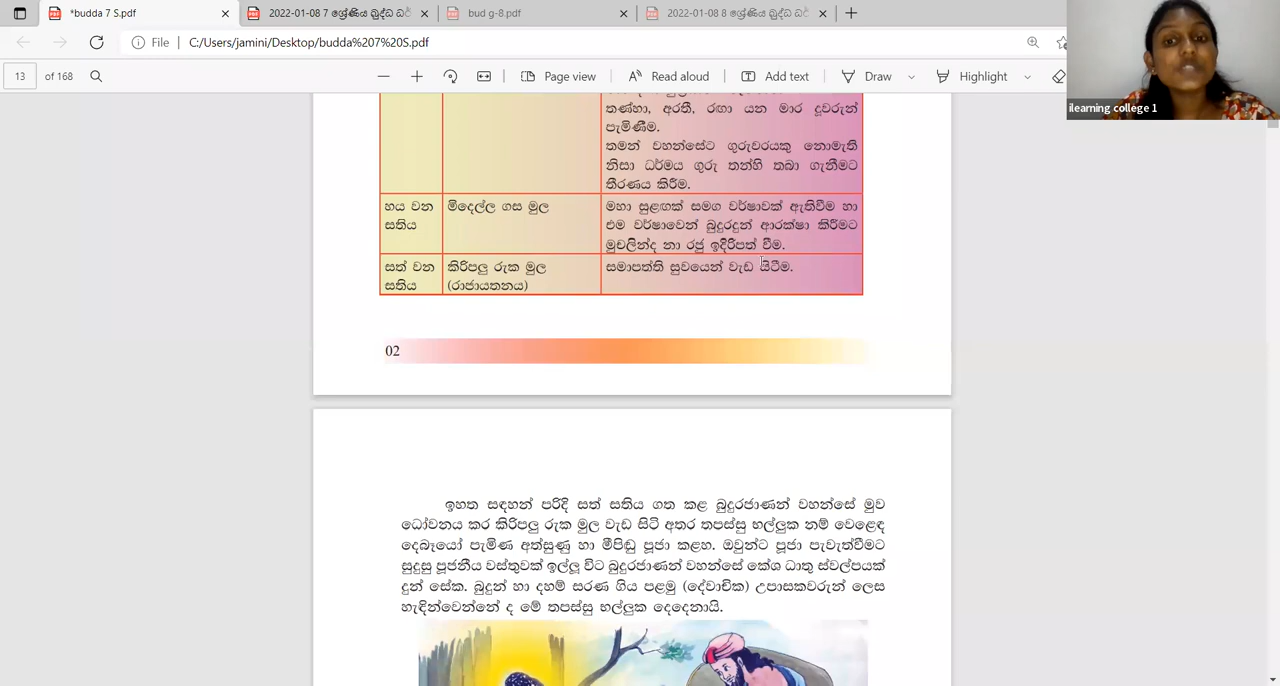 *budda 7 S.pdf
2022-01-08 7 ශ්‍රේණිය බුද්ධ ධර්
bud g-8.pdf
2022-01-08 8 ශ්‍රේණිය බුද්ධ ධර්
File
C:/Users/jamini/Desktop/budda%207%20S.pdf
13 of 168
Page view
Read aloud
Add text
Draw
Highlight
ilearning college 1
තණ්හා, අරතී, රඟා යන මාර දූවරුන්
පැමිණීම.
තමන් වහන්සේට ගුරුවරයකු නොමැති
නිසා ධර්මය ගුරු තන්හි තබා ගැනීමට
තීරණය කිරීම.
හය වන
සතිය
මිදෙල්ල ගස මුල
මහා සුළඟක් සමග වර්ෂාවක් ඇතිවීම හා
එම වර්ෂාවෙන් බුදුරදුන් ආරක්ෂා කිරීමට
මුචලින්ද නා රජු ඉදිරිපත් වීම.
සත් වන
සතිය
කිරිපලු රුක මුල
(රාජායතනය)
සමාපත්ති සුවයෙන් වැඩ සිටීම.
02
ඉහත සඳහන් පරිදි සත් සතිය ගත කළ බුදුරජාණන් වහන්සේ මුව
ධෝවනය කර කිරිපලු රුක මුල වැඩ සිටි අතර තපස්සු භල්ලුක නම් වෙළෙඳ
දෙබෑයෝ පැමිණ අත්සුණු හා මීපිඬු පූජා කළහ. ඔවුන්ට පූජා පැවැත්වීමට
සුදුසු පූජනීය වස්තුවක් ඉල්ලූ විට බුදුරජාණන් වහන්සේ කේශ ධාතු ස්වල්පයක්
දුන් සේක. බුදුන් හා දහම් සරණ ගිය පළමු (ද්වේවාචික) උපාසකවරුන් ලෙස
හැඳින්වෙන්නේ ද මේ තපස්සු භල්ලුක දෙදෙනායි.